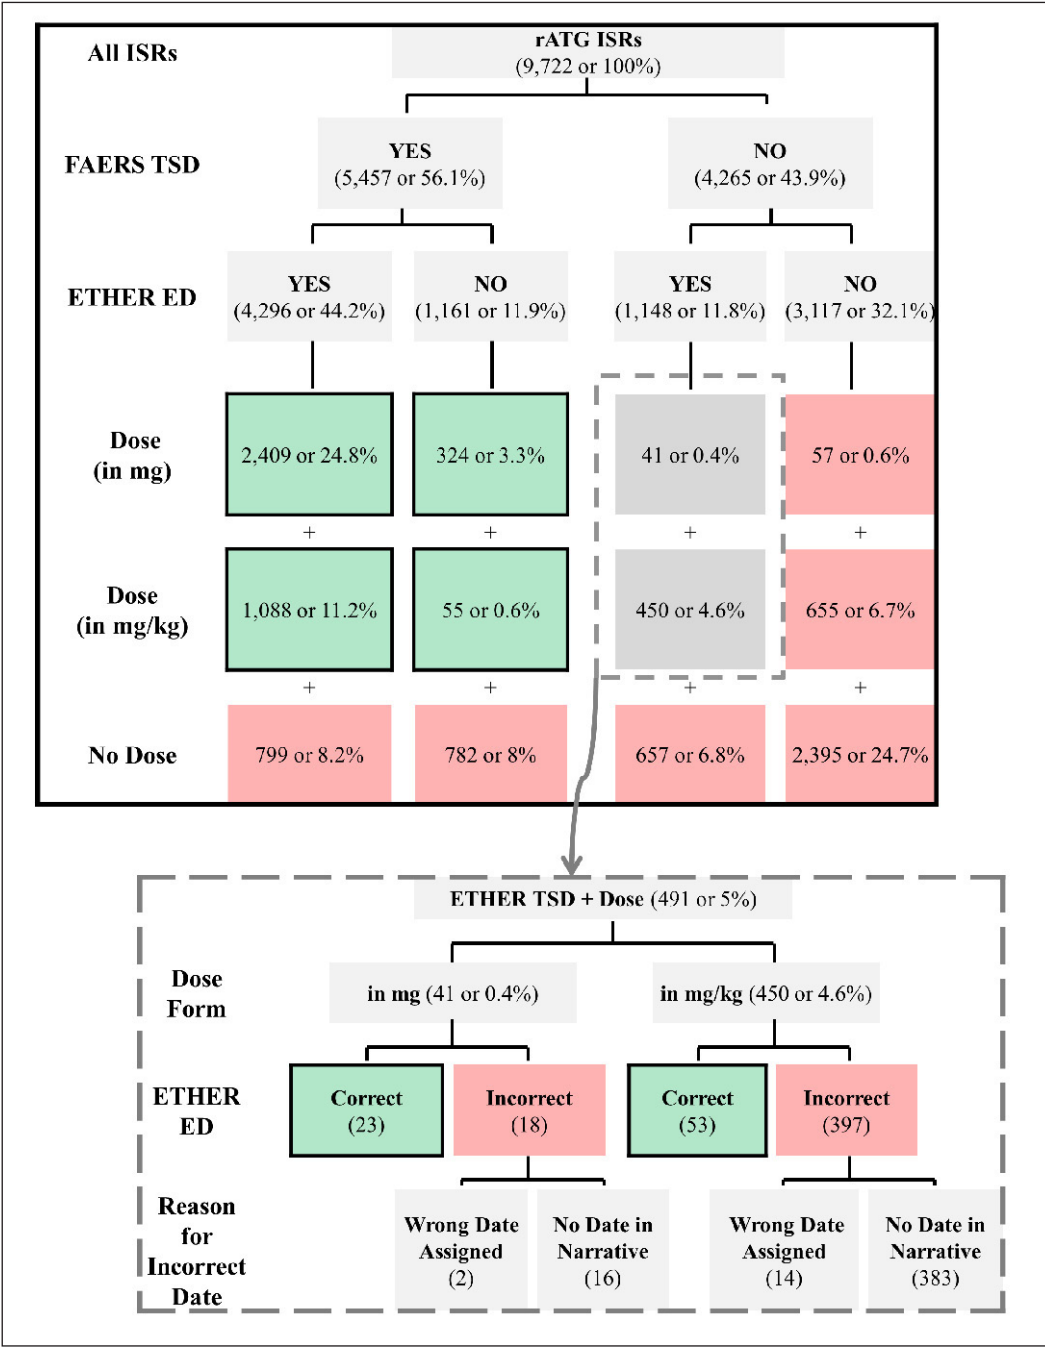 All ISRs
rATG ISRs
(9,722 or 100%)
FAERS TSD
YES
(5,457 or 56.1%)
NO
(4,265 or 43.9%)
ETHER ED
YES
(4,296 or 44.2%)
NO
(1,161 or 11.9%)
YES
(1,148 or 11.8%)
NO
(3,117 or 32.1%)
Dose
(in mg)
2,409 or 24.8%
324 or 3.3%
41 or 0.4%
57 or 0.6%
+ + + +
Dose
(in mg/kg)
1,088 or 11.2%
55 or 0.6%
450 or 4.6%
655 or 6.7%
+ + + +
No Dose
799 or 8.2%
782 or 8%
657 or 6.8%
2,395 or 24.7%
ETHER TSD + Dose (491 or 5%)
Dose
Form
in mg (41 or 0.4%)
in mg/kg (450 or 4.6%)
ETHER
ED
Correct
(23)
Incorrect
(18)
Correct
(53)
Incorrect
(397)
Reason
for
Incorrect
Date
Wrong Date
Assigned
(2)
No Date in
Narrative
(16)
Wrong Date
Assigned
(14)
No Date in
Narrative
(383)